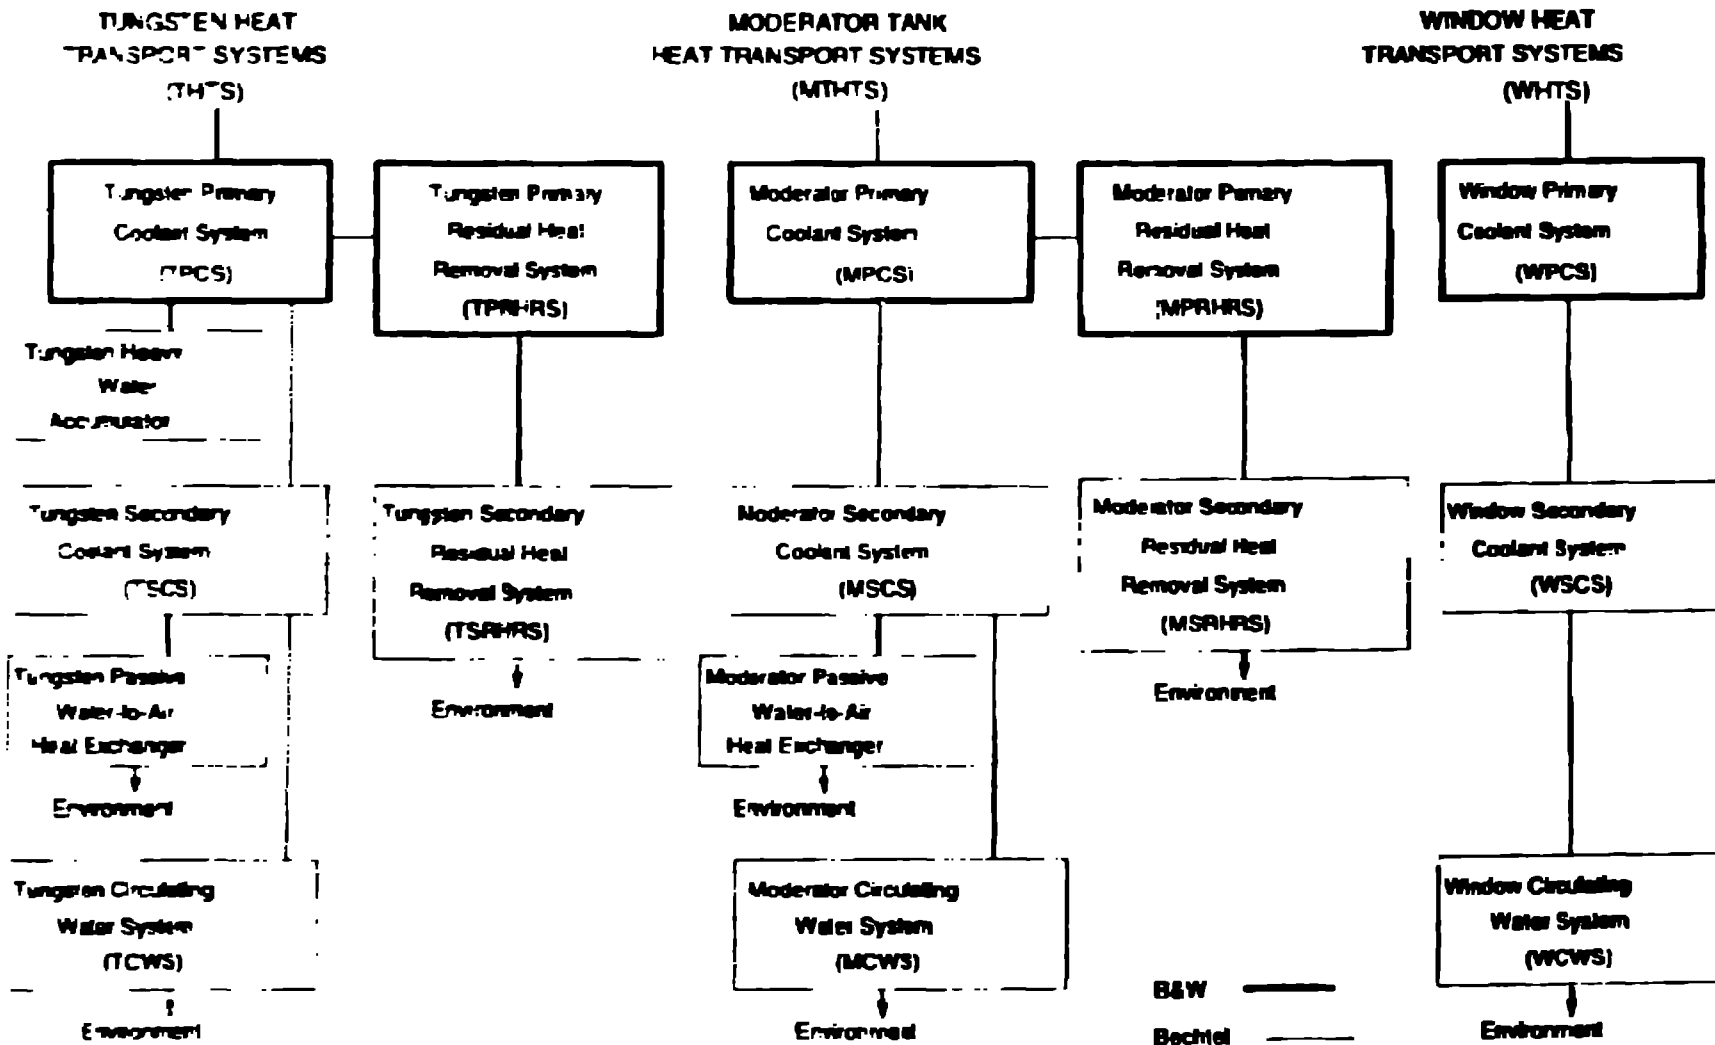 TUNGSTEN HEAT
TRANSPORT SYSTEMS
(THTS)
MODERATOR TANK
HEAT TRANSPORT SYSTEMS
(MTHTS)
WINDOW HEAT
TRANSPORT SYSTEMS
(WHTS)
Tungsten Primary
Coolant System
(TPCS)
Tungsten Primary
Residual Heat
Removal System
(TPRHRS)
Moderator Primary
Coolant System
(MPCS)
Moderator Primary
Residual Heat
Removal System
(MPRHRS)
Window Primary
Coolant System
(WPCS)
Tungsten Heavy
Water
Accumulator
Tungsten Secondary
Coolant System
(TSCS)
Tungsten Secondary
Residual Heat
Removal System
(TSRHRS)
Environment
Moderator Secondary
Coolant System
(MSCS)
Moderator Secondary
Residual Heat
Removal System
(MSRHRS)
Environment
Window Secondary
Coolant System
(WSCS)
Tungsten Passive
Water-to-Air
Heat Exchanger
Environment
Moderator Passive
Water-to-Air
Heat Exchanger
Environment
Tungsten Circulating
Water System
(TCWS)
Environment
Moderator Circulating
Water System
(MCWS)
Environment
Window Circulating
Water System
(WCWS)
Environment
B&W
Bechtel